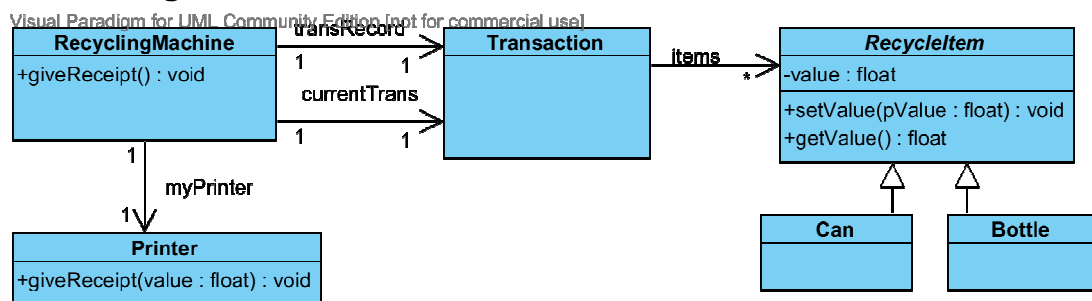 Visual Paradigm for UML Community Edition [not for commercial use]
RecyclingMachine
+giveReceipt() : void
transRecord
1
1
currentTrans
1
1
Transaction
items
*
RecycleItem
-value : float
+setValue(pValue : float) : void
+getValue() : float
1
myPrinter
1
Printer
+giveReceipt(value : float) : void
Can
Bottle